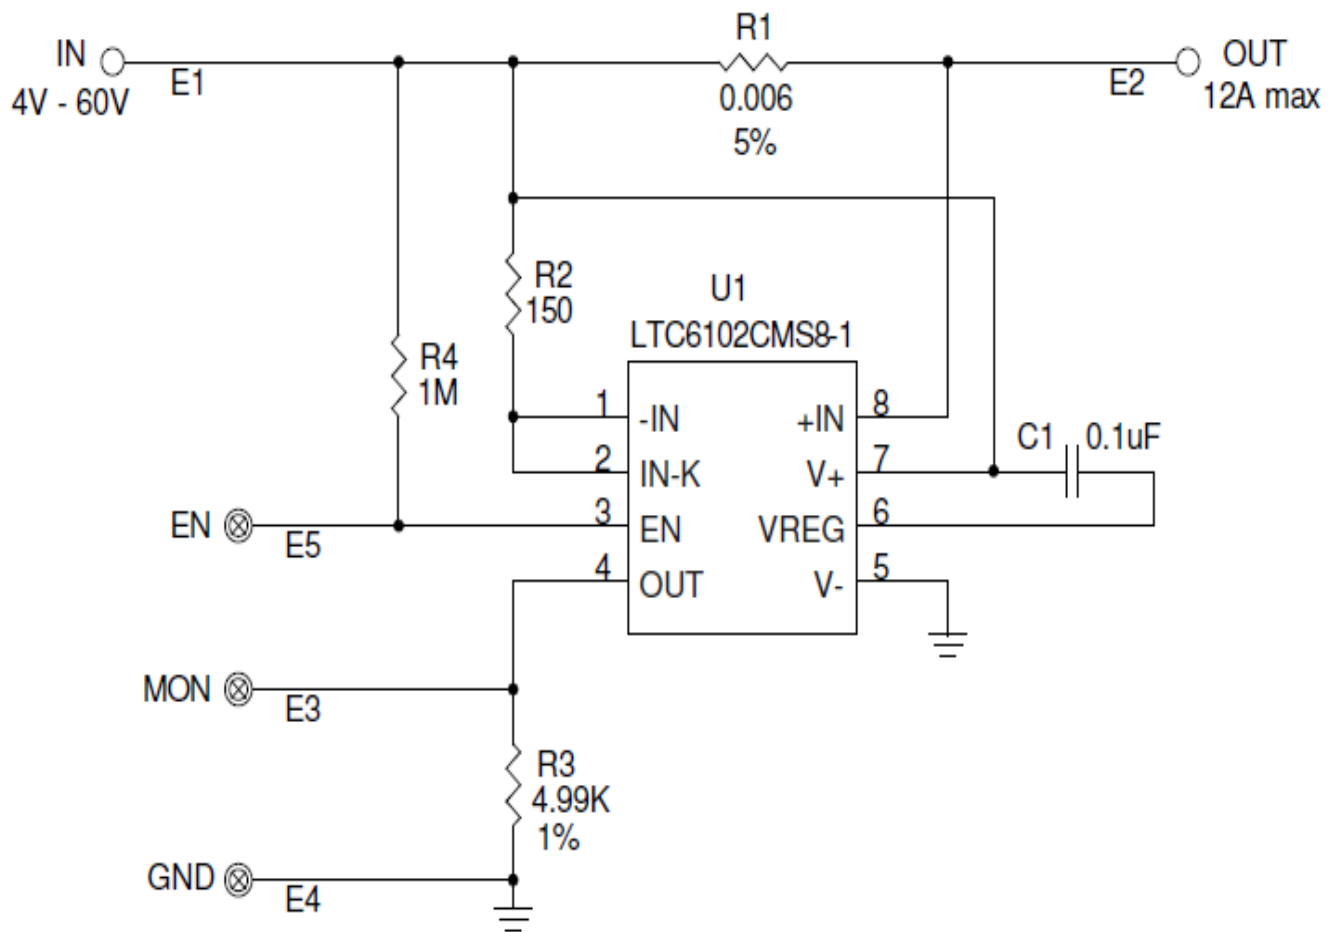 IN
4V - 60V
E1
R1
0.006
5%
E2
OUT
12A max
R2
150
R4
1M
U1
LTC6102CMS8-1
1
-IN
2
IN-K
3
EN
4
OUT
+IN
8
V+
7
VREG
6
V-
5
C1
0.1uF
EN
E5
MON
E3
R3
4.99K
1%
GND
E4